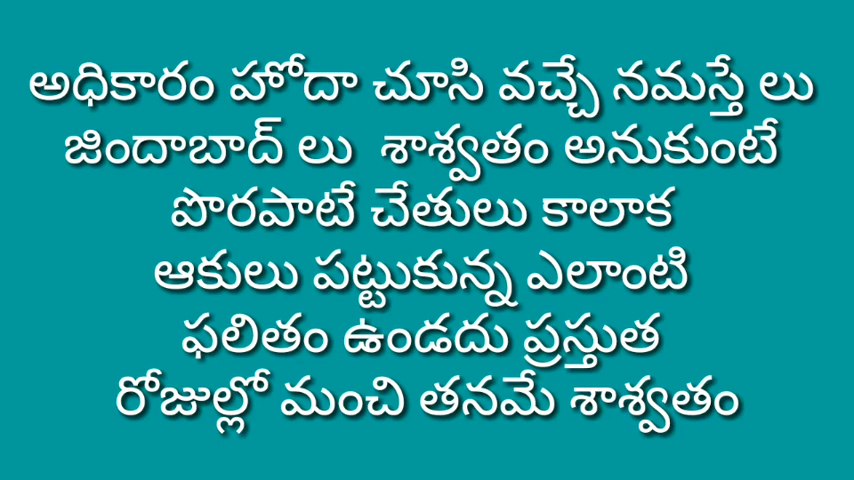 అధికారం హోదా చూసి వచ్చే నమస్తే లు
జిందాబాద్ లు  శాశ్వతం అనుకుంటే
పొరపాటే చేతులు కాలాక
ఆకులు పట్టుకున్న ఎలాంటి
ఫలితం ఉండదు ప్రస్తుత
రోజుల్లో మంచి తనమే శాశ్వతం